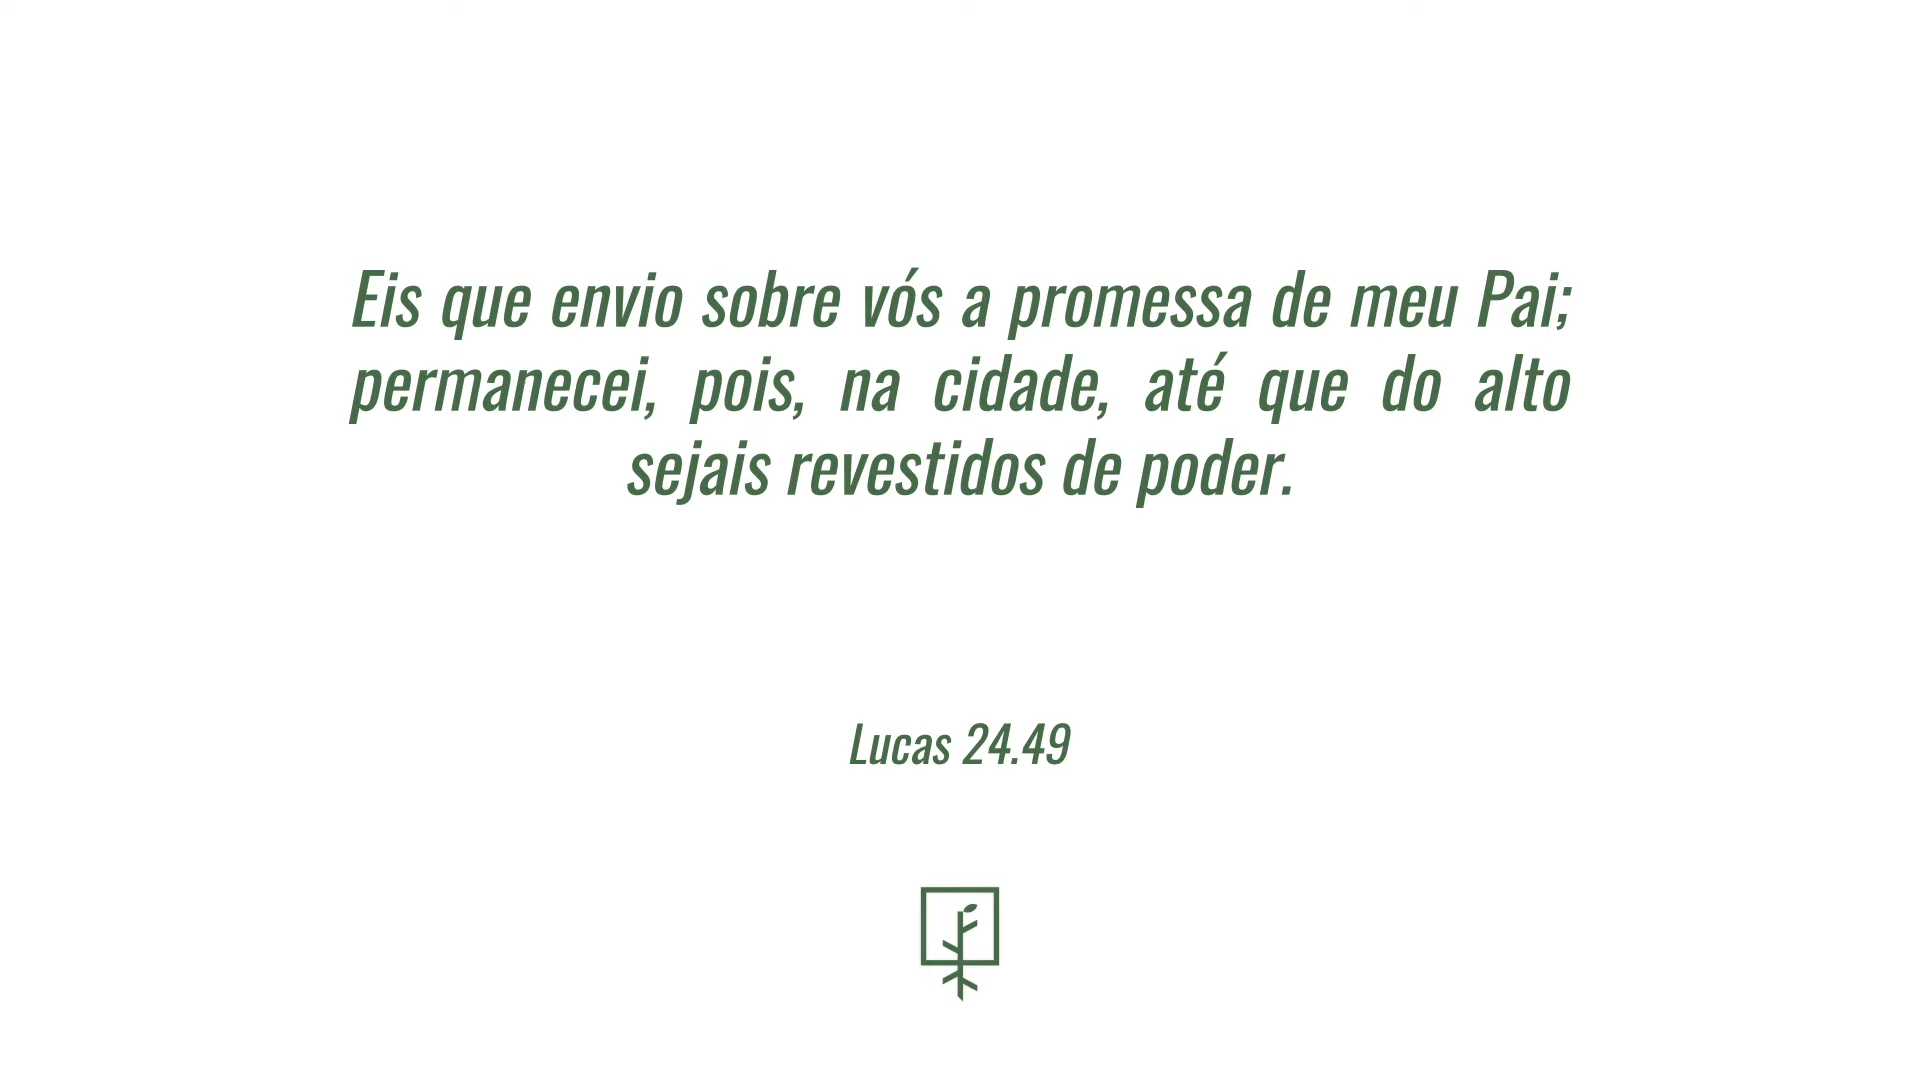 Eis que envio sobre vós a promessa de meu Pai;
permanecei, pois, na cidade, até que do alto
sejais revestidos de poder.
Lucas 24.49